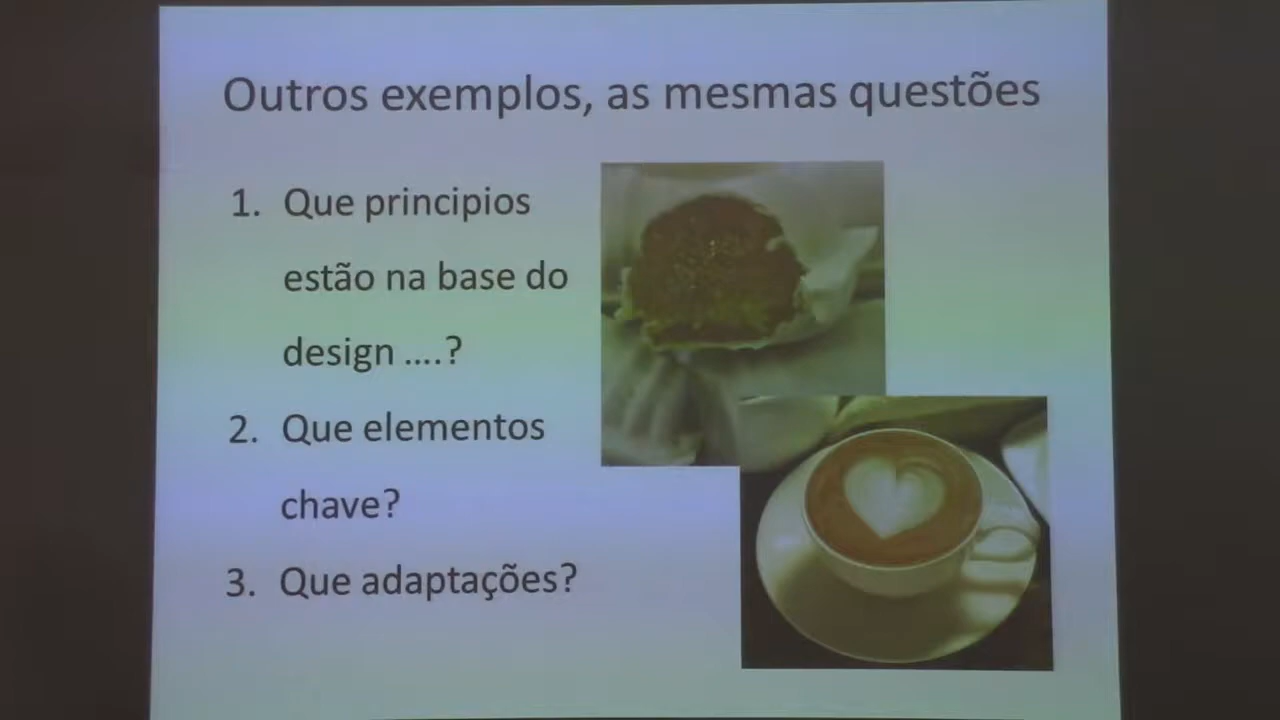 Outros exemplos, as mesmas questões
1. Que principios
estão na base do
design ....?
2. Que elementos
chave?
3. Que adaptações?